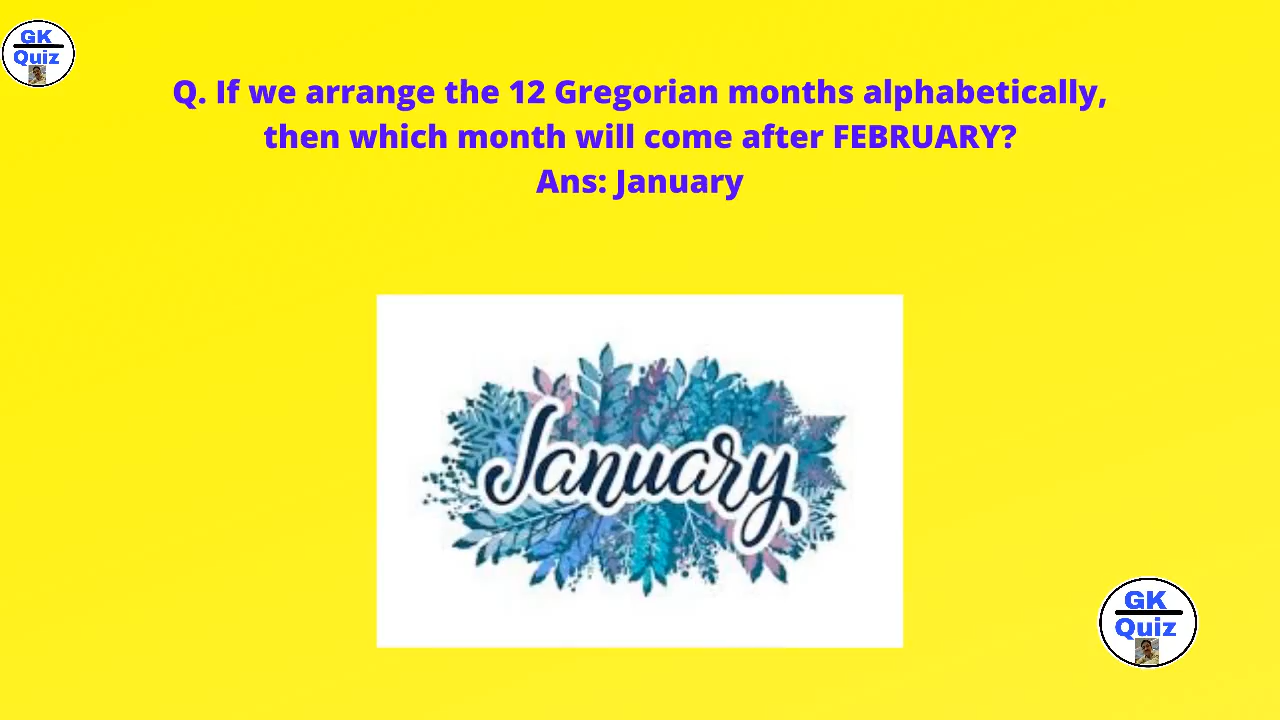 GK
Quiz
Q. If we arrange the 12 Gregorian months alphabetically,
then which month will come after FEBRUARY?
Ans: January
January
GK
Quiz